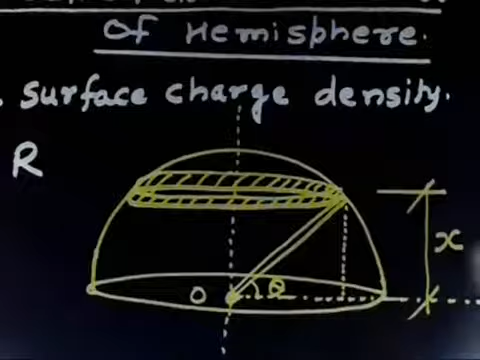 Of Hemisphere.
Surface charge density.
R
x
O θ